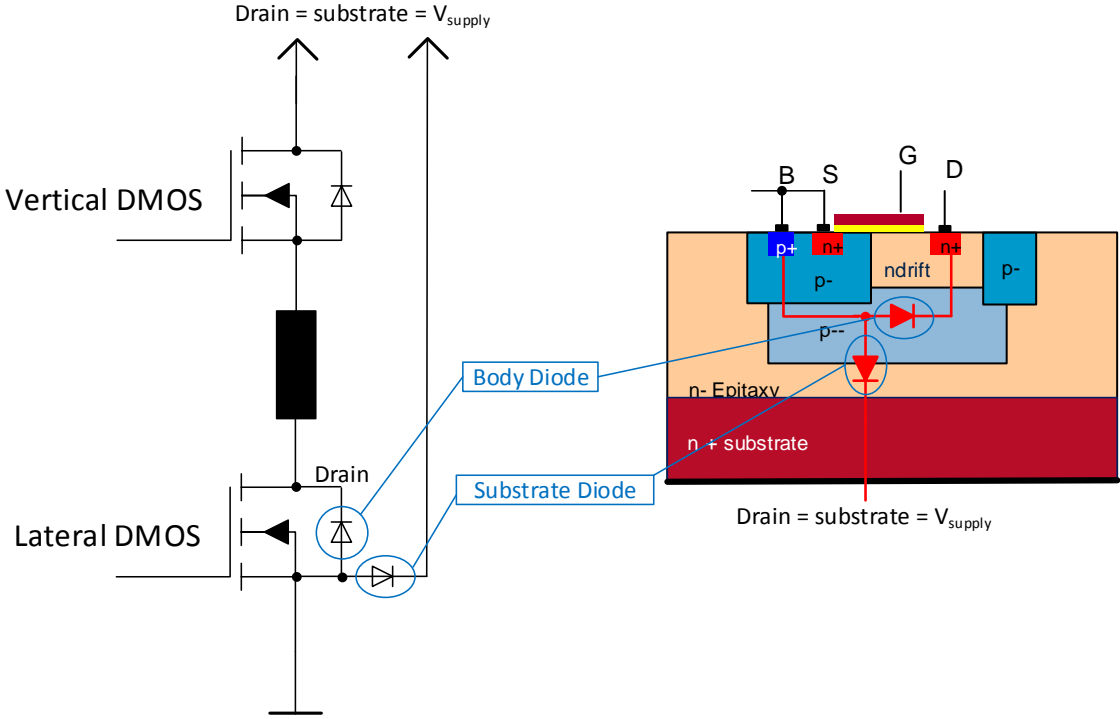 Drain = substrate = Vsupply
Vertical DMOS
Body Diode
Drain
Substrate Diode
Lateral DMOS
B S G D
p+ n+ n+
ndrift
p- p-
p--
n- Epitaxy
n + substrate
Drain = substrate = Vsupply